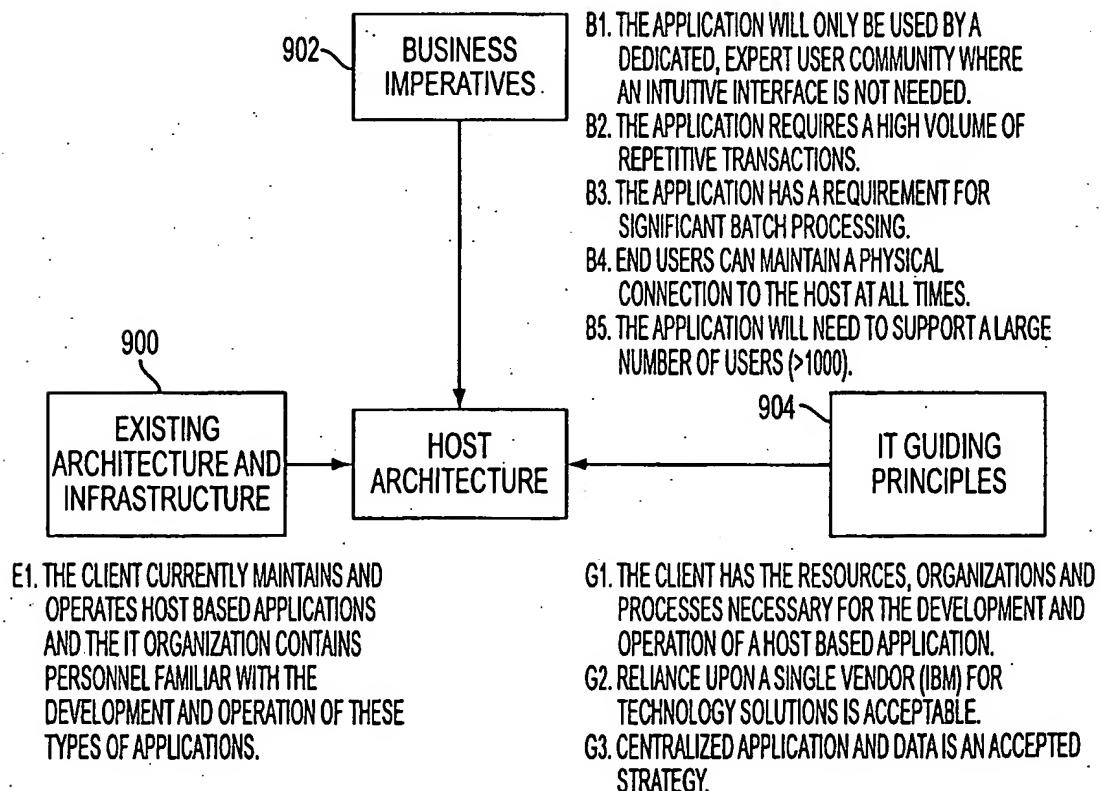 902
BUSINESS
IMPERATIVES
B1. THE APPLICATION WILL ONLY BE USED BY A
DEDICATED, EXPERT USER COMMUNITY WHERE
AN INTUITIVE INTERFACE IS NOT NEEDED.
B2. THE APPLICATION REQUIRES A HIGH VOLUME OF
REPETITIVE TRANSACTIONS.
B3. THE APPLICATION HAS A REQUIREMENT FOR
SIGNIFICANT BATCH PROCESSING.
B4. END USERS CAN MAINTAIN A PHYSICAL
CONNECTION TO THE HOST AT ALL TIMES.
B5. THE APPLICATION WILL NEED TO SUPPORT A LARGE
NUMBER OF USERS (>1000).
900
EXISTING
ARCHITECTURE AND
INFRASTRUCTURE
HOST
ARCHITECTURE
904
IT GUIDING
PRINCIPLES
E1. THE CLIENT CURRENTLY MAINTAINS AND
OPERATES HOST BASED APPLICATIONS
AND THE IT ORGANIZATION CONTAINS
PERSONNEL FAMILIAR WITH THE
DEVELOPMENT AND OPERATION OF THESE
TYPES OF APPLICATIONS.
G1. THE CLIENT HAS THE RESOURCES, ORGANIZATIONS AND
PROCESSES NECESSARY FOR THE DEVELOPMENT AND
OPERATION OF A HOST BASED APPLICATION.
G2. RELIANCE UPON A SINGLE VENDOR (IBM) FOR
TECHNOLOGY SOLUTIONS IS ACCEPTABLE.
G3. CENTRALIZED APPLICATION AND DATA IS AN ACCEPTED
STRATEGY.